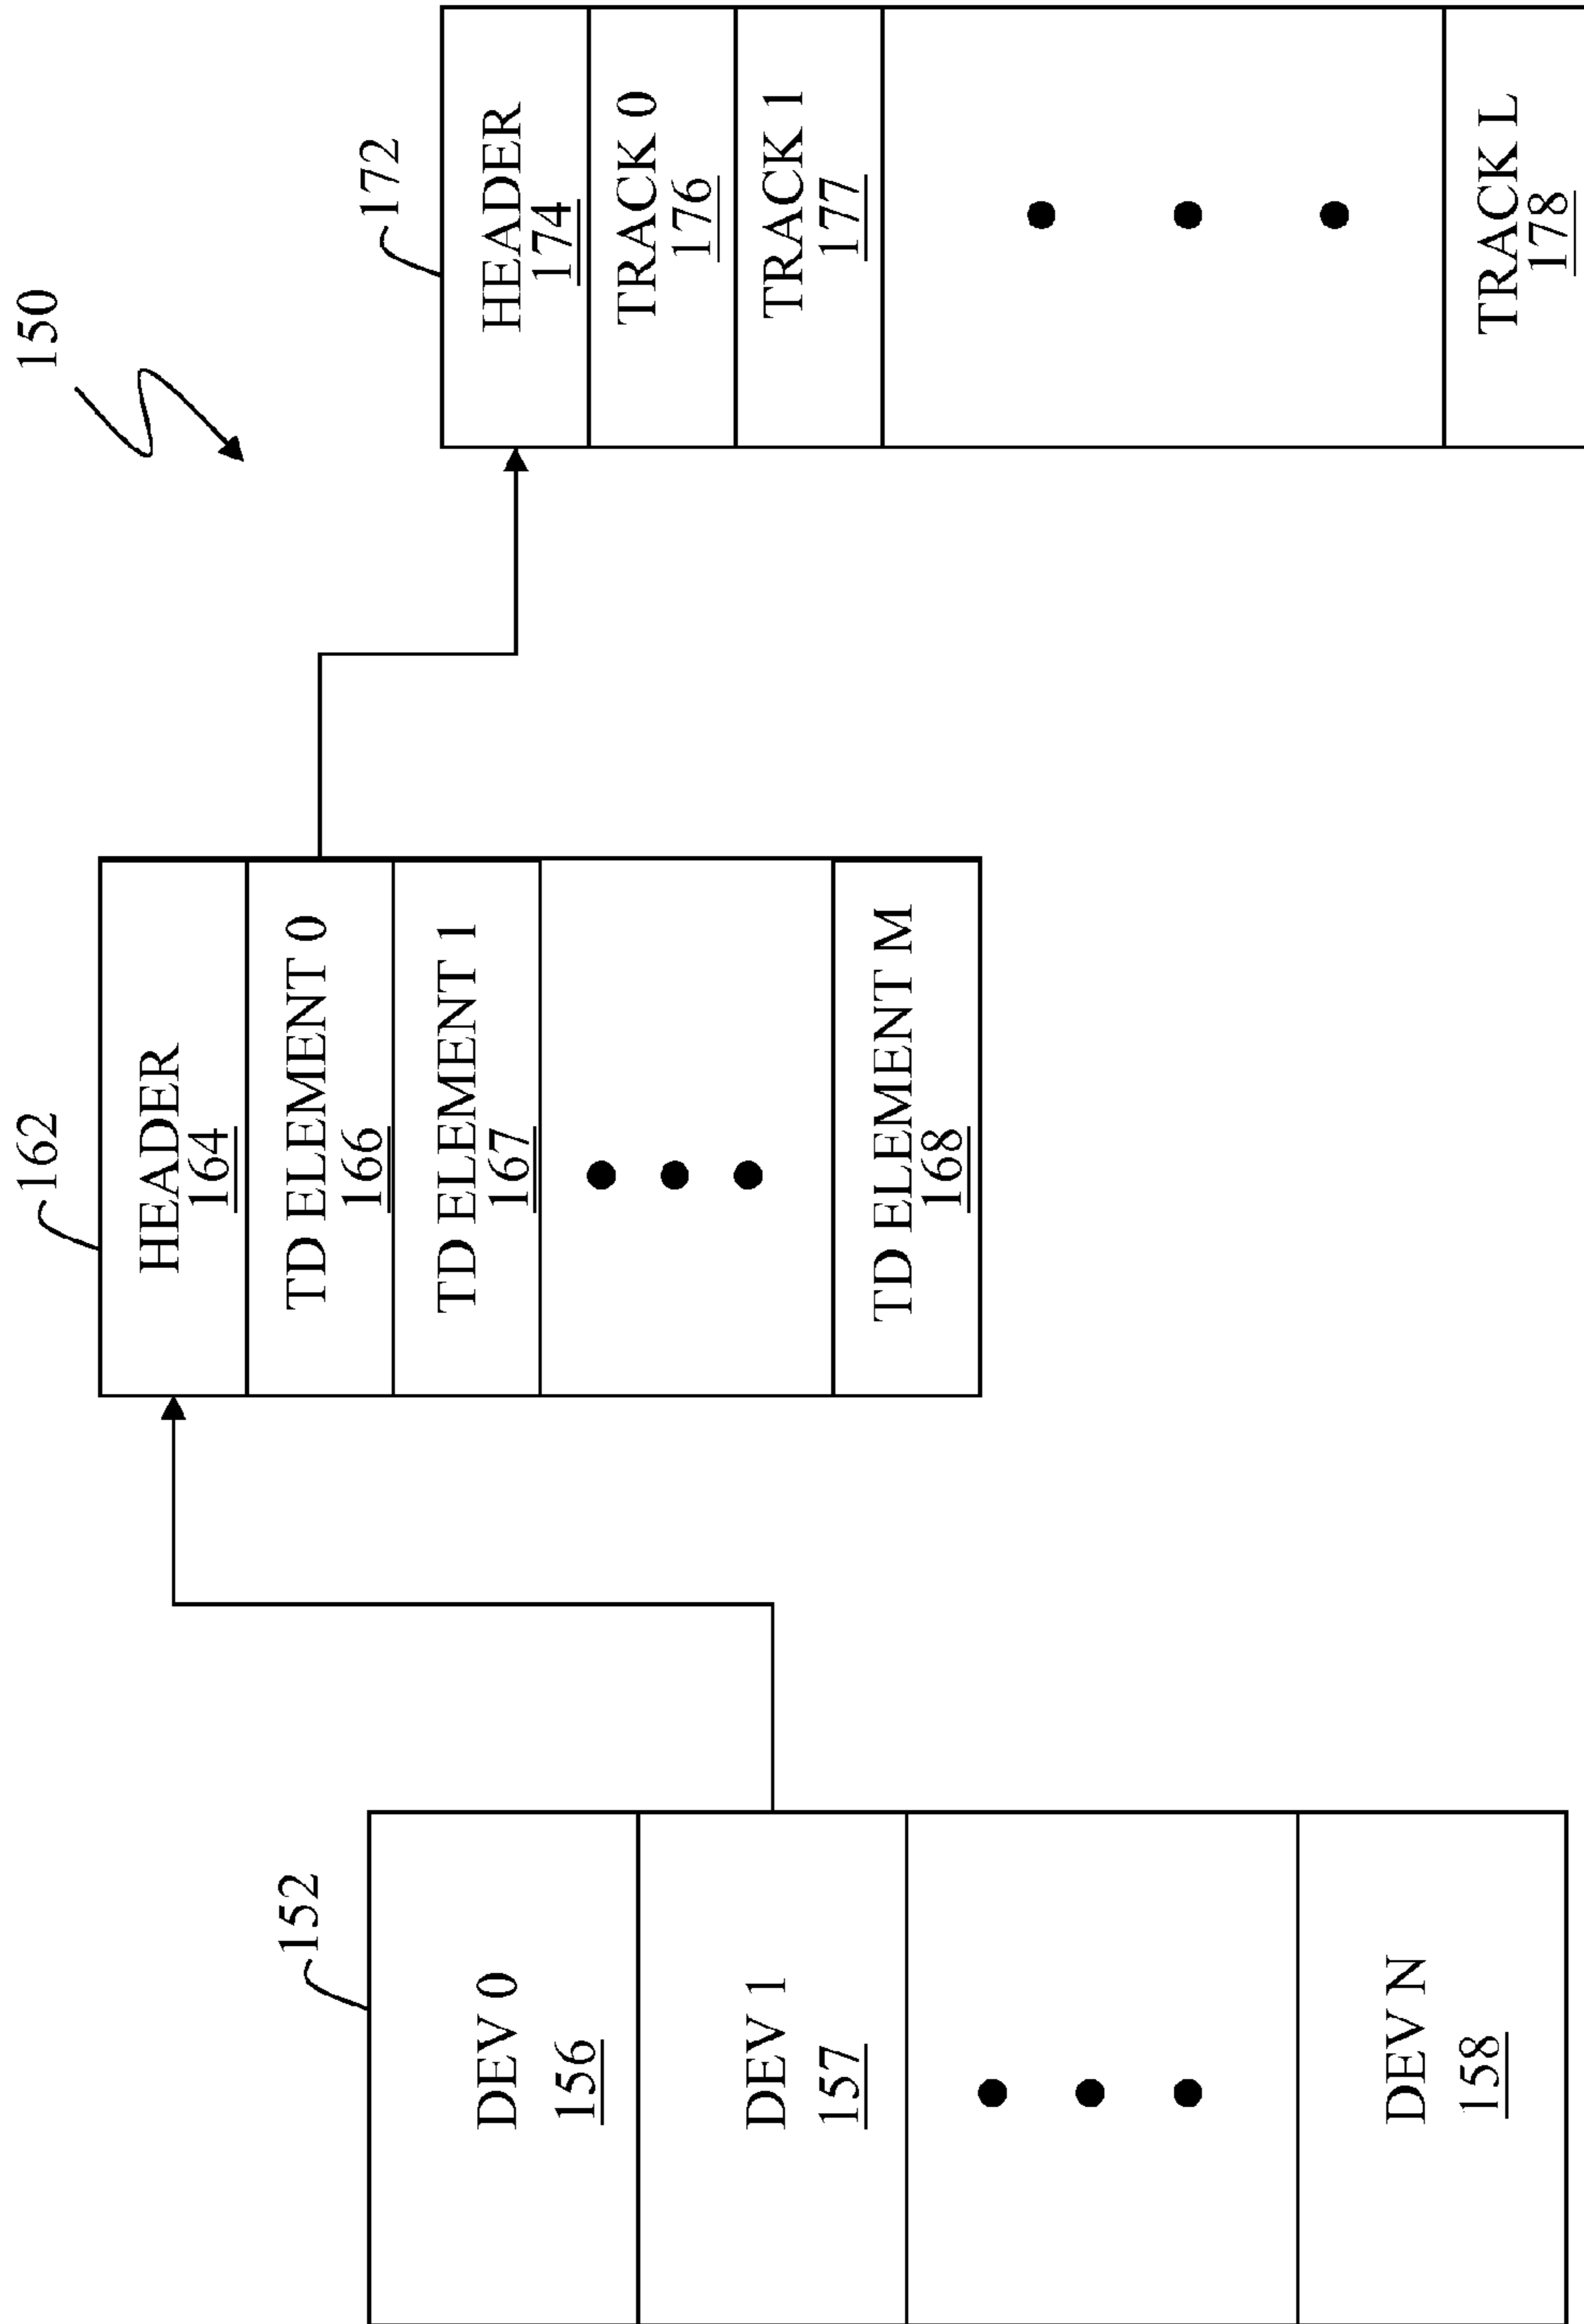 150
152
DEV 0
156
DEV 1
157
DEV N
158
162
HEADER
164
TD ELEMENT 0
166
TD ELEMENT 1
167
TD ELEMENT M
168
172
HEADER
174
TRACK 0
176
TRACK 1
177
TRACK L
178